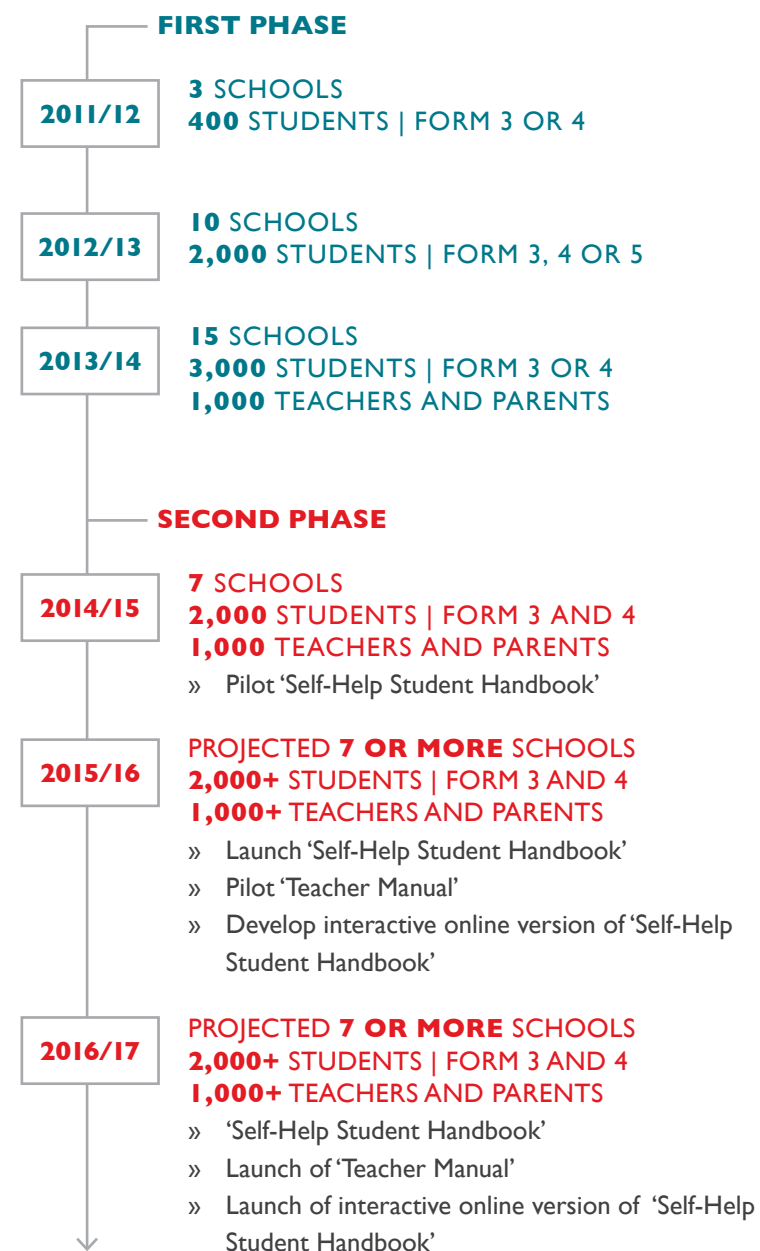 FIRST PHASE
2011/12
3 SCHOOLS
400 STUDENTS | FORM 3 OR 4
2012/13
10 SCHOOLS
2,000 STUDENTS | FORM 3, 4 OR 5
2013/14
15 SCHOOLS
3,000 STUDENTS | FORM 3 OR 4
1,000 TEACHERS AND PARENTS
SECOND PHASE
2014/15
7 SCHOOLS
2,000 STUDENTS | FORM 3 AND 4
1,000 TEACHERS AND PARENTS
» Pilot ‘Self-Help Student Handbook’
2015/16
PROJECTED 7 OR MORE SCHOOLS
2,000+ STUDENTS | FORM 3 AND 4
1,000+ TEACHERS AND PARENTS
» Launch ‘Self-Help Student Handbook’
» Pilot ‘Teacher Manual’
» Develop interactive online version of ‘Self-Help
Student Handbook’
2016/17
PROJECTED 7 OR MORE SCHOOLS
2,000+ STUDENTS | FORM 3 AND 4
1,000+ TEACHERS AND PARENTS
» ‘Self-Help Student Handbook’
» Launch of ‘Teacher Manual’
» Launch of interactive online version of ‘Self-Help
Student Handbook’